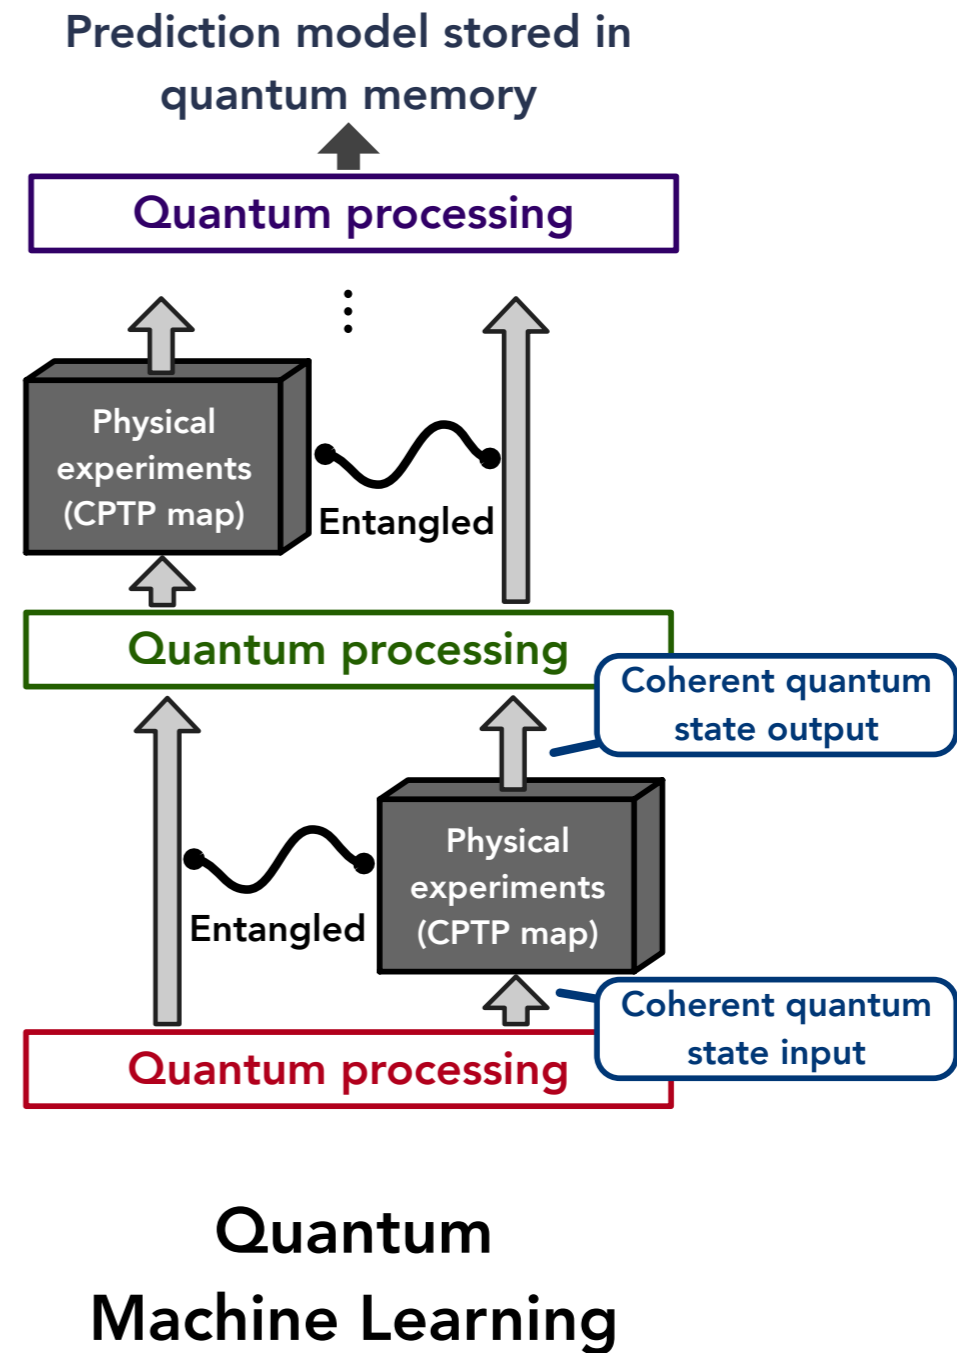 Prediction model stored in
quantum memory
Quantum processing
⋮
Physical
experiments
(CPTP map)
Entangled
Quantum processing
Coherent quantum
state output
Physical
experiments
(CPTP map)
Entangled
Coherent quantum
state input
Quantum processing
Quantum
Machine Learning